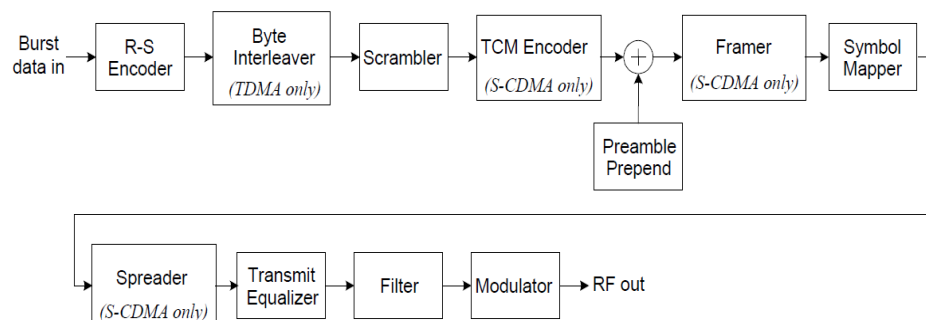 Burst
data in
R-S
Encoder
Byte
Interleaver
(TDMA only)
Scrambler
TCM Encoder
(S-CDMA only)
Preamble
Prepend
Framer
(S-CDMA only)
Symbol
Mapper
Spreader
(S-CDMA only)
Transmit
Equalizer
Filter
Modulator
RF out